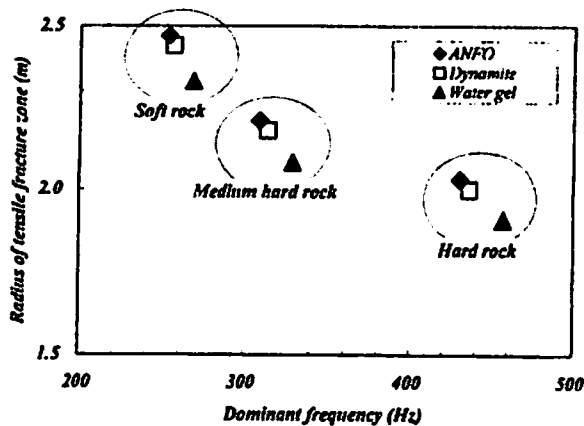 2.5
ANFO
Dynamite
Water gel
Soft rock
2.0
Medium hard rock
Hard rock
1.5
200
300
400
500
Radius of tensile fracture zone (m)
Dominant frequency (Hz)